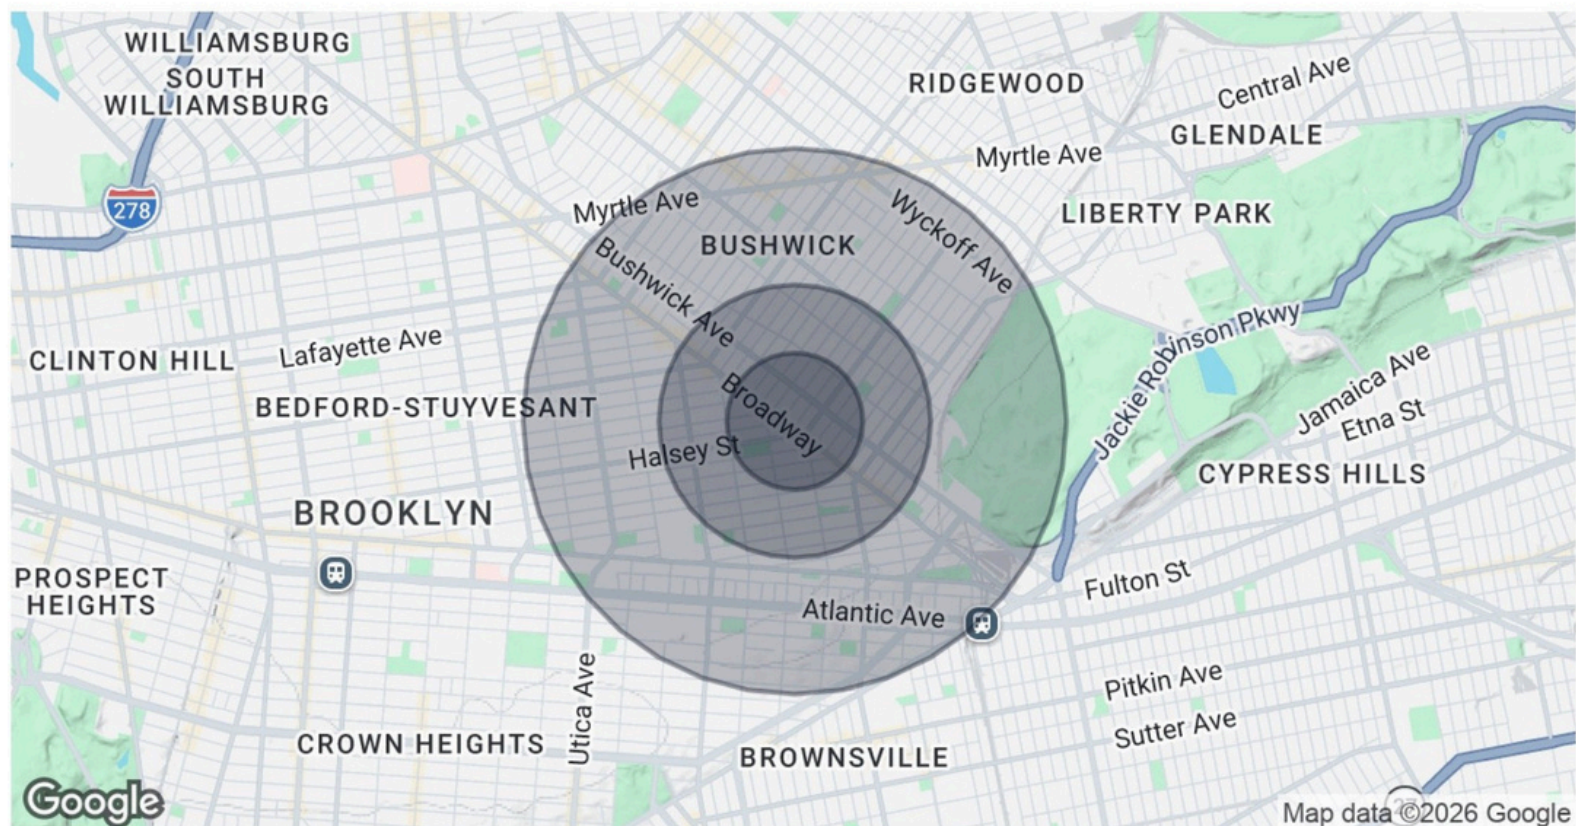 WILLIAMSBURG
SOUTH
WILLIAMSBURG
RIDGEWOOD
Central Ave
GLENDALE
Myrtle Ave
278
Myrtle Ave
Wyckoff Ave
LIBERTY PARK
BUSHWICK
Bushwick Ave
Jackie Robinson Pkwy
Lafayette Ave
CLINTON HILL
Jamaica Ave
BEDFORD-STUYVESANT
Broadway
Etna St
Halsey St
CYPRESS HILLS
BROOKLYN
PROSPECT
HEIGHTS
Fulton St
Atlantic Ave
Utica Ave
Pitkin Ave
Sutter Ave
CROWN HEIGHTS
BROWNSVILLE
Google
27
Map data ©2026 Google